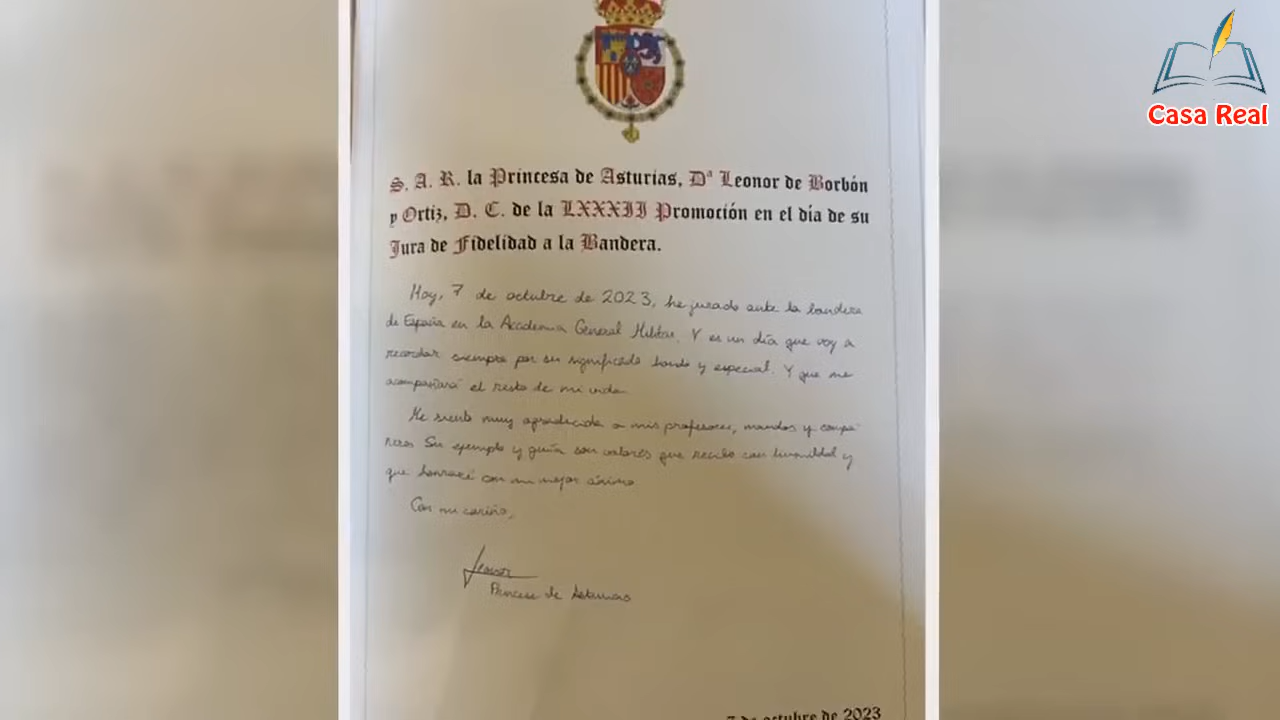 Casa Real
S. A. R. la Princesa de Asturias, Dª Leonor de Borbón
y Ortiz, D. C. de la LXXXII Promoción en el día de su
Jura de Fidelidad a la Bandera.
Hoy, 7 de octubre de 2023, he jurado ante la bandera
de España en la Academia General Militar. Y es un día que voy a
recordar siempre por su significado hondo y especial. Y que me
acompañará el resto de mi vida.
Me siento muy agradecida a mis profesores, mandos y compañe-
ros. Su ejemplo y guía son valores que recibo con humildad y
que honraré con mi mejor ánimo.
Con mi cariño,
Leonor
Princesa de Asturias
7 de octubre de 2023